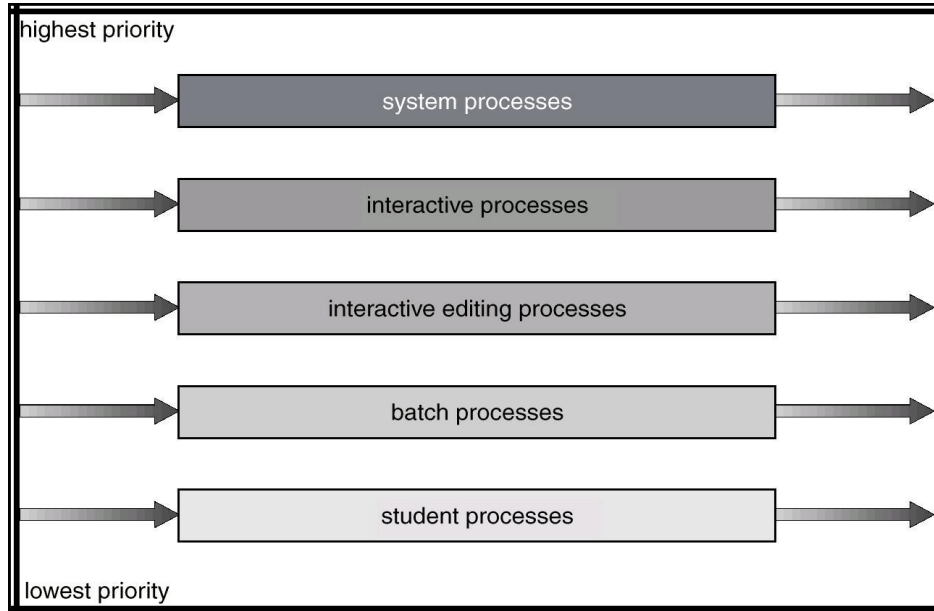 highest priority
system processes
interactive processes
interactive editing processes
batch processes
student processes
lowest priority